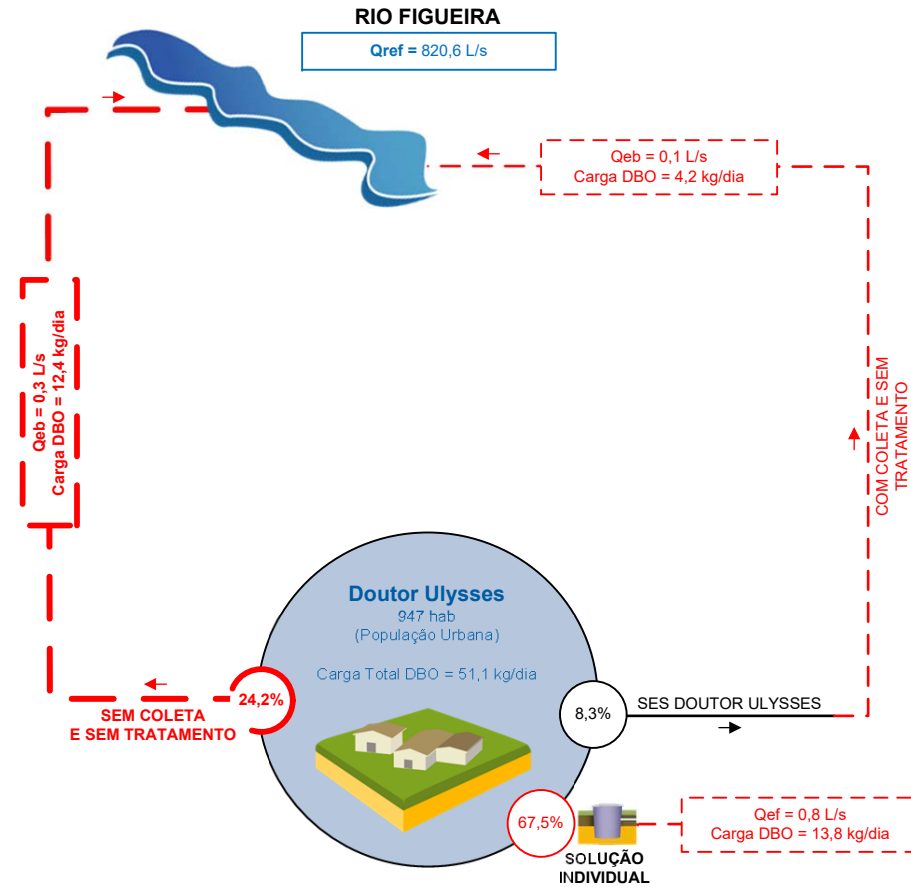 RIO FIGUEIRA
Qref = 820,6 L/s
Qeb = 0,1 L/s
Carga DBO = 4,2 kg/dia
Qeb = 0,3 L/s
Carga DBO = 12,4 kg/dia
COM COLETA E SEM
TRATAMENTO
Doutor Ulysses
947 hab
(População Urbana)
Carga Total DBO = 51,1 kg/dia
24,2%
SEM COLETA
E SEM TRATAMENTO
8,3%
SES DOUTOR ULYSSES
67,5%
SOLUÇÃO
INDIVIDUAL
Qef = 0,8 L/s
Carga DBO = 13,8 kg/dia